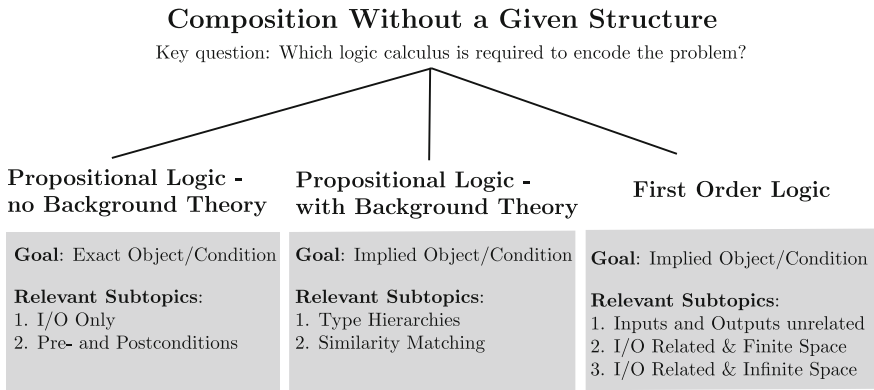 Composition Without a Given Structure
Key question: Which logic calculus is required to encode the problem?
Propositional Logic -
no Background Theory
Goal: Exact Object/Condition
Relevant Subtopics:
1. I/O Only
2. Pre- and Postconditions
Propositional Logic -
with Background Theory
Goal: Implied Object/Condition
Relevant Subtopics:
1. Type Hierarchies
2. Similarity Matching
First Order Logic
Goal: Implied Object/Condition
Relevant Subtopics:
1. Inputs and Outputs unrelated
2. I/O Related & Finite Space
3. I/O Related & Infinite Space